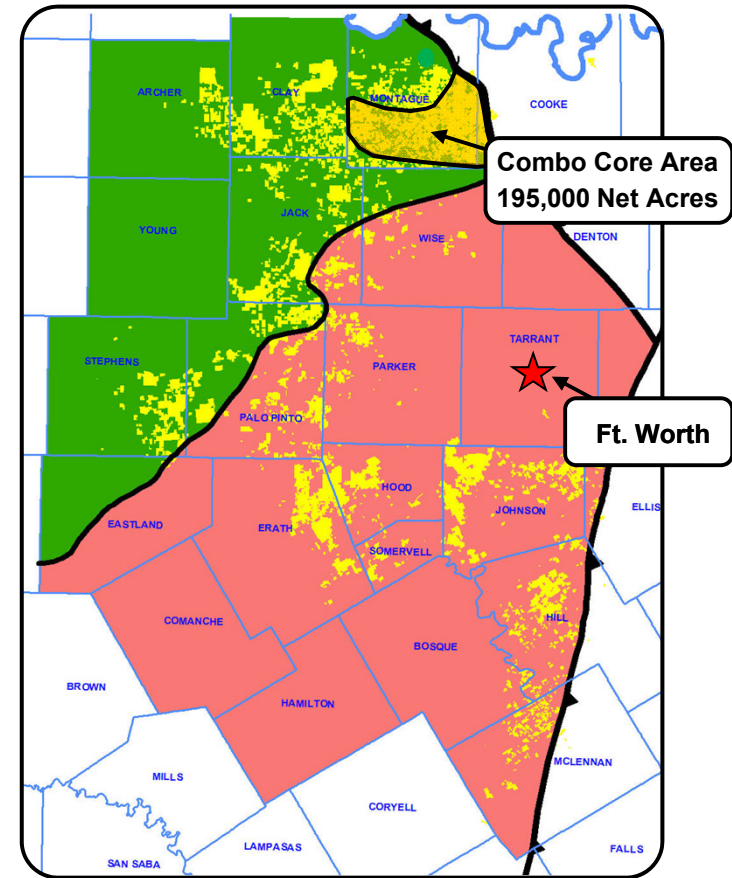 ARCHER
CLAY
MONTAGUE
COOKE
Combo Core Area
195,000 Net Acres
JACK
YOUNG
WISE
DENTON
TARRANT
STEPHENS
PARKER
PALO PINTO
Ft. Worth
HOOD
ELLIS
JOHNSON
EASTLAND
ERATH
SOMERVELL
COMANCHE
HILL
BOSQUE
BROWN
HAMILTON
MCLENNAN
MILLS
CORYELL
LAMPASAS
FALLS
SAN SABA